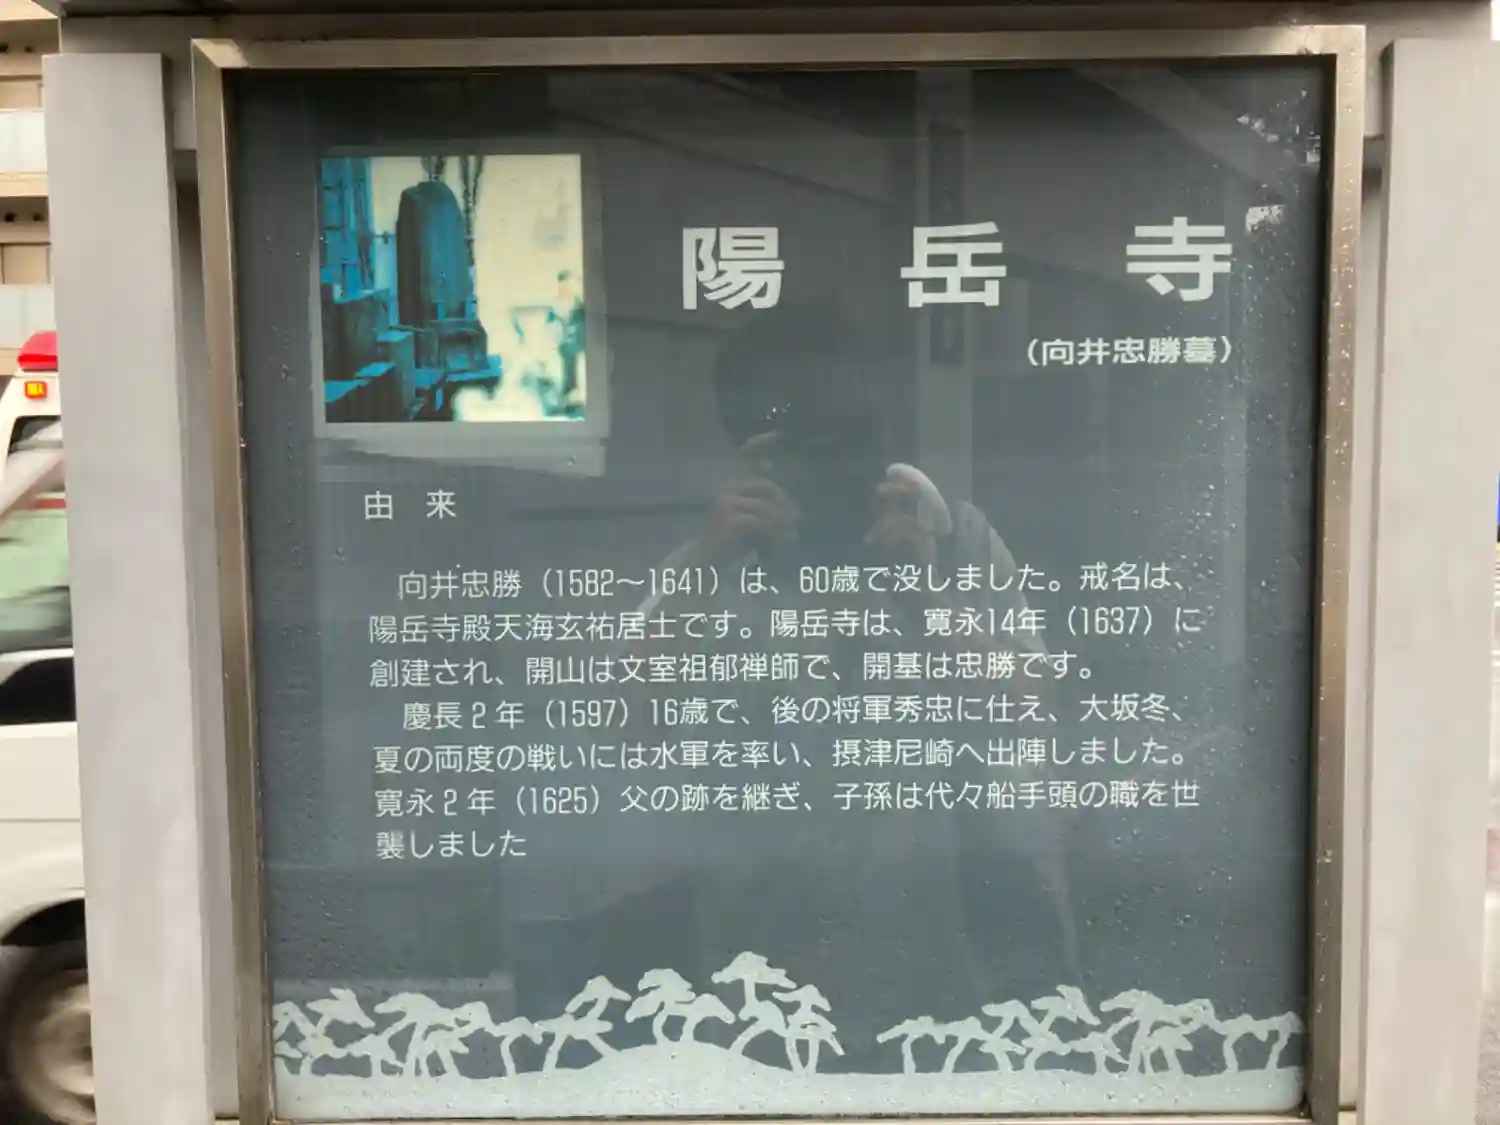 陽岳寺
(向井忠勝墓)
由来
向井忠勝(1582〜1641)は、60歳で没しました。戒名は、
陽岳寺殿天海玄祐居士です。陽岳寺は、寛永14年(1637)に
創建され、開山は文室祖郁禅師で、開基は忠勝です。
慶長2年(1597)16歳で、後の将軍秀忠に仕え、大坂冬、
夏の両度の戦いには水軍を率い、摂津尼崎へ出陣しました。
寛永2年(1625)父の跡を継ぎ、子孫は代々船手頭の職を世
襲しました